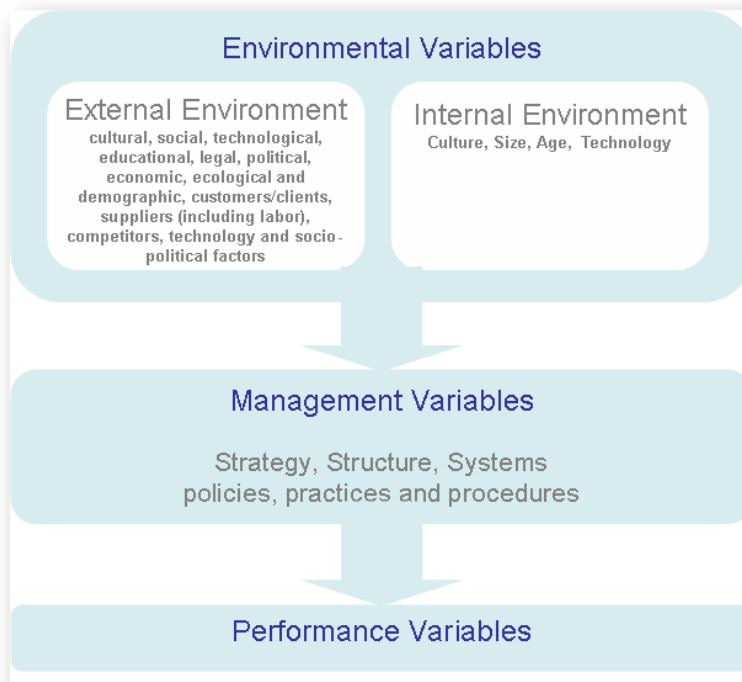 Environmental Variables
External Environment
cultural, social, technological,
educational, legal, political,
economic, ecological and
demographic, customers/clients,
suppliers (including labor),
competitors, technology and socio-
political factors
Internal Environment
Culture, Size, Age, Technology
Management Variables
Strategy, Structure, Systems
policies, practices and procedures
Performance Variables